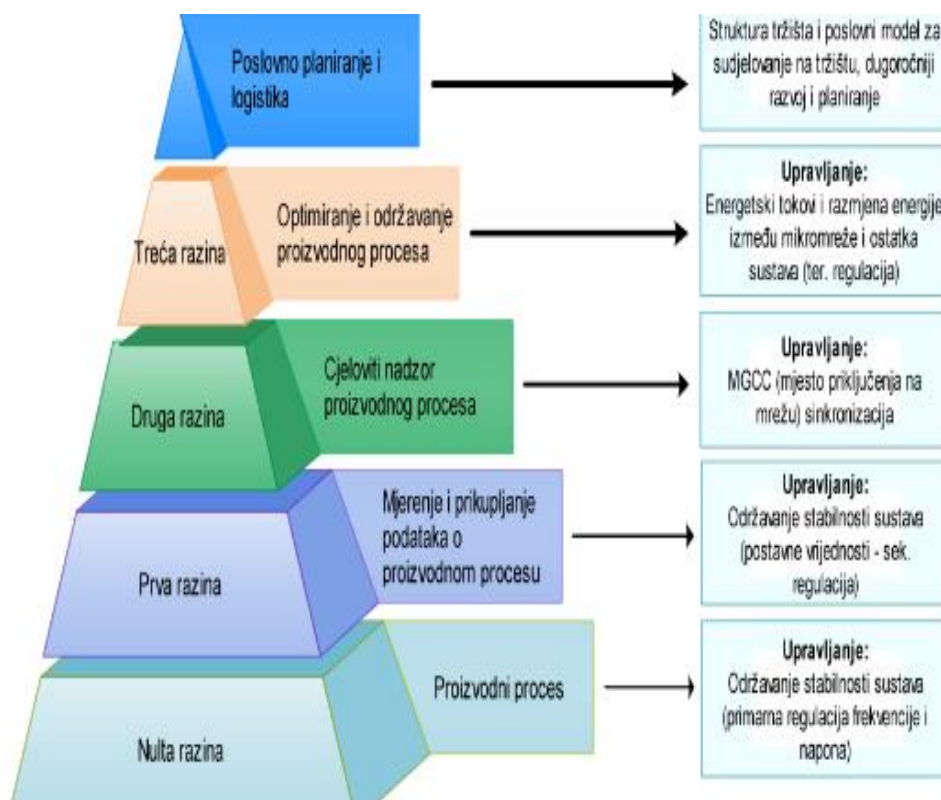 Poslovno planiranje i
logistika
Struktura tržišta i poslovni model za
sudjelovanje na tržištu, dugoročniji
razvoj i planiranje
Treća razina
Optimiranje i održavanje
proizvodnog procesa
Upravljanje:
Energetski tokovi i razmjena energije
između mikromreže i ostatka
sustava (ter. regulacija)
Druga razina
Cjeloviti nadzor
proizvodnog procesa
Upravljanje:
MGCC (mjesto priključenja na
mrežu) sinkronizacija
Prva razina
Mjerenje i prikupljanje
podataka o
proizvodnom procesu
Upravljanje:
Održavanje stabilnosti sustava
(postavne vrijednosti - sek.
regulacija)
Nulta razina
Proizvodni proces
Upravljanje:
Održavanje stabilnosti sustava
(primarna regulacija frekvencije i
napona)